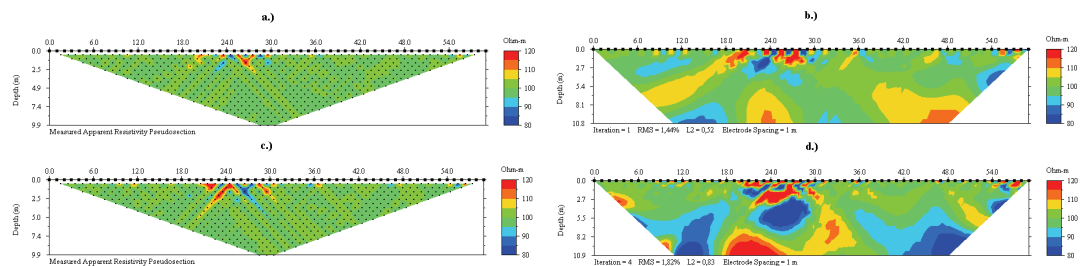 a.)
0.0 6.0 12.0 18.0 24.0 30.0 36.0 42.0 48.0 54.0
Ohm-m
Depth (m)
0.0
2.5
4.9
7.4
9.9
120
110
100
90
80
Measured Apparent Resistivity Pseudosection
b.)
0.0 6.0 12.0 18.0 24.0 30.0 36.0 42.0 48.0 54.0
Ohm-m
Depth (m)
0.0
2.7
5.4
8.1
10.8
120
110
100
90
80
Iteration = 1 RMS = 1,44% L2 = 0,52 Electrode Spacing = 1 m
c.)
0.0 6.0 12.0 18.0 24.0 30.0 36.0 42.0 48.0 54.0
Ohm-m
Depth (m)
0.0
2.5
5.0
7.4
9.9
120
110
100
90
80
Measured Apparent Resistivity Pseudosection
d.)
0.0 6.0 12.0 18.0 24.0 30.0 36.0 42.0 48.0 54.0
Ohm-m
Depth (m)
0.0
2.7
5.5
8.2
10.9
120
110
100
90
80
Iteration = 4 RMS = 1,82% L2 = 0,83 Electrode Spacing = 1 m